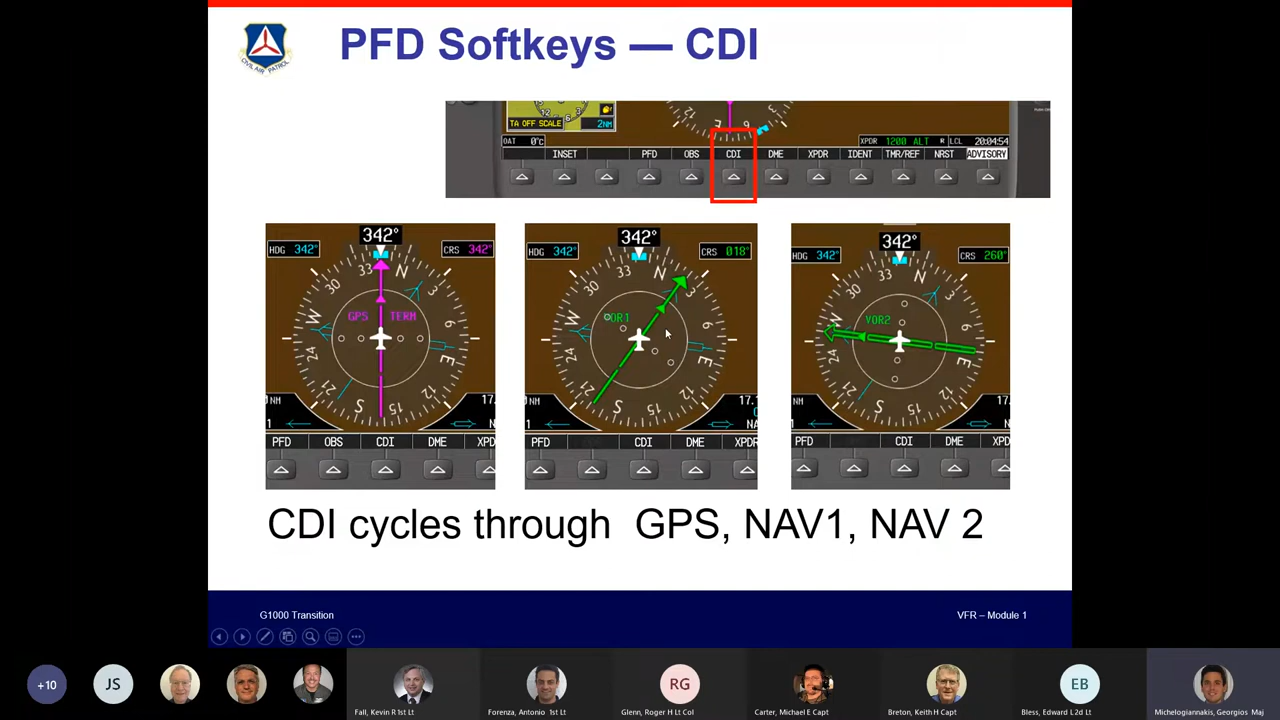 PFD Softkeys — CDI
CIVIL AIR PATROL
TA OFF SCALE 2NM
OAT 0°C XPDR 1200 ALT R LCL 20:04:54
INSET PFD OBS CDI DME XPDR IDENT TMR/REF NRST ADVISORY
342° 342° 342°
HDG 342° CRS 342° HDG 342° CRS 018° HDG 342° CRS 260°
GPS TERM
VOR2
PFD OBS CDI DME XPD PFD CDI DME XPDR PFD CDI DME XPD
CDI cycles through GPS, NAV1, NAV 2
G1000 Transition VFR – Module 1
+10 JS RG EB
Fall, Kevin R 1st Lt Forenza, Antonio 1st Lt Glenn, Roger H Lt Col Carter, Michael E Capt Breton, Keith H Capt Bless, Edward L 2d Lt Michelogiannakis, Georgios Maj